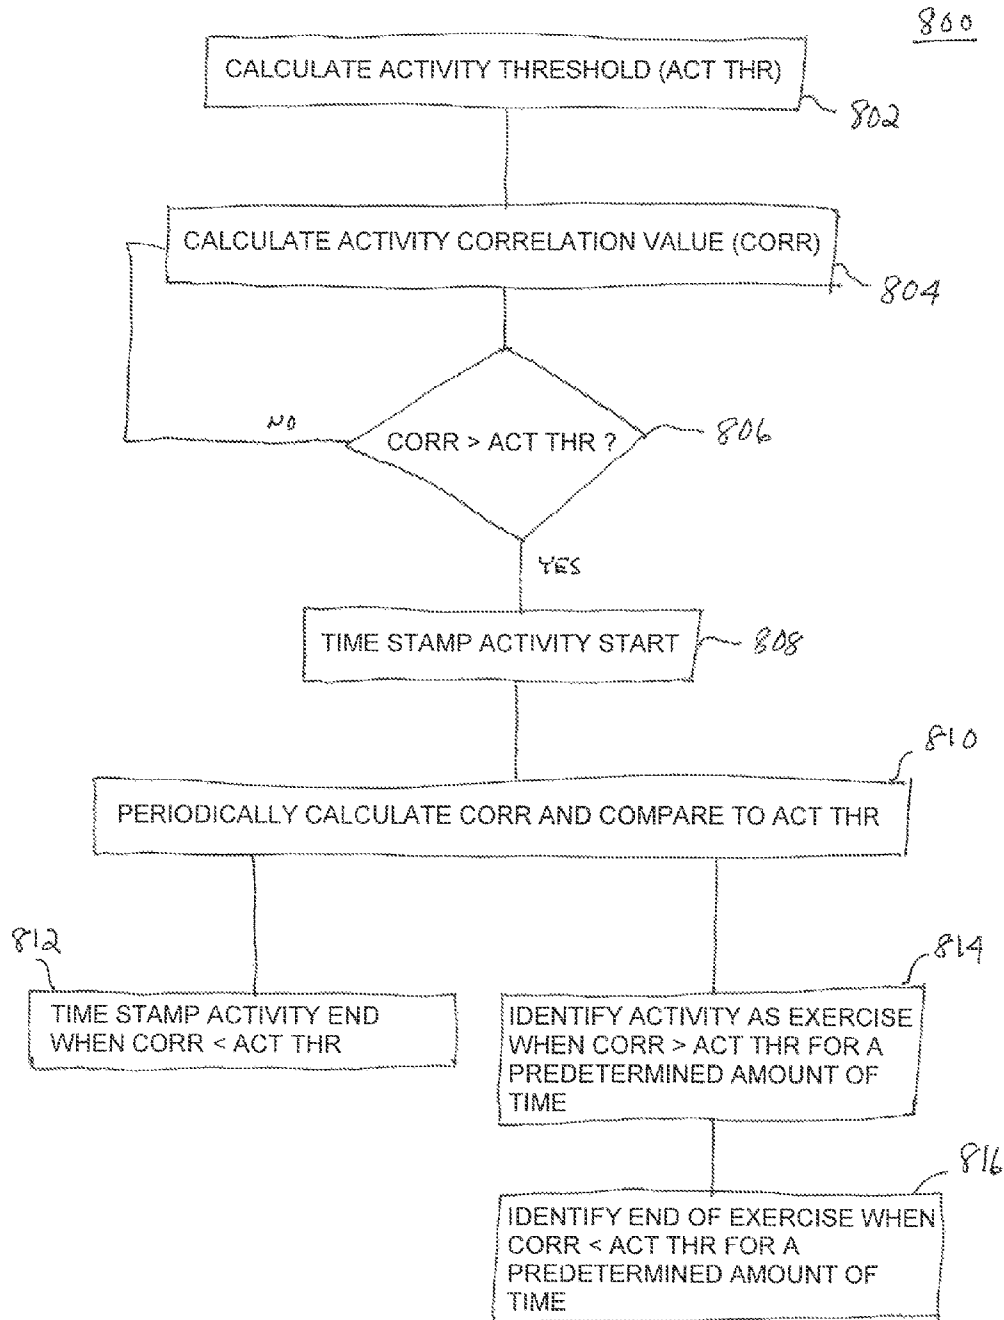 800
CALCULATE ACTIVITY THRESHOLD (ACT THR)
802
CALCULATE ACTIVITY CORRELATION VALUE (CORR)
804
NO
CORR > ACT THR ?
806
YES
TIME STAMP ACTIVITY START
808
810
PERIODICALLY CALCULATE CORR AND COMPARE TO ACT THR
812
TIME STAMP ACTIVITY END
WHEN CORR < ACT THR
814
IDENTIFY ACTIVITY AS EXERCISE
WHEN CORR > ACT THR FOR A
PREDETERMINED AMOUNT OF
TIME
816
IDENTIFY END OF EXERCISE WHEN
CORR < ACT THR FOR A
PREDETERMINED AMOUNT OF
TIME